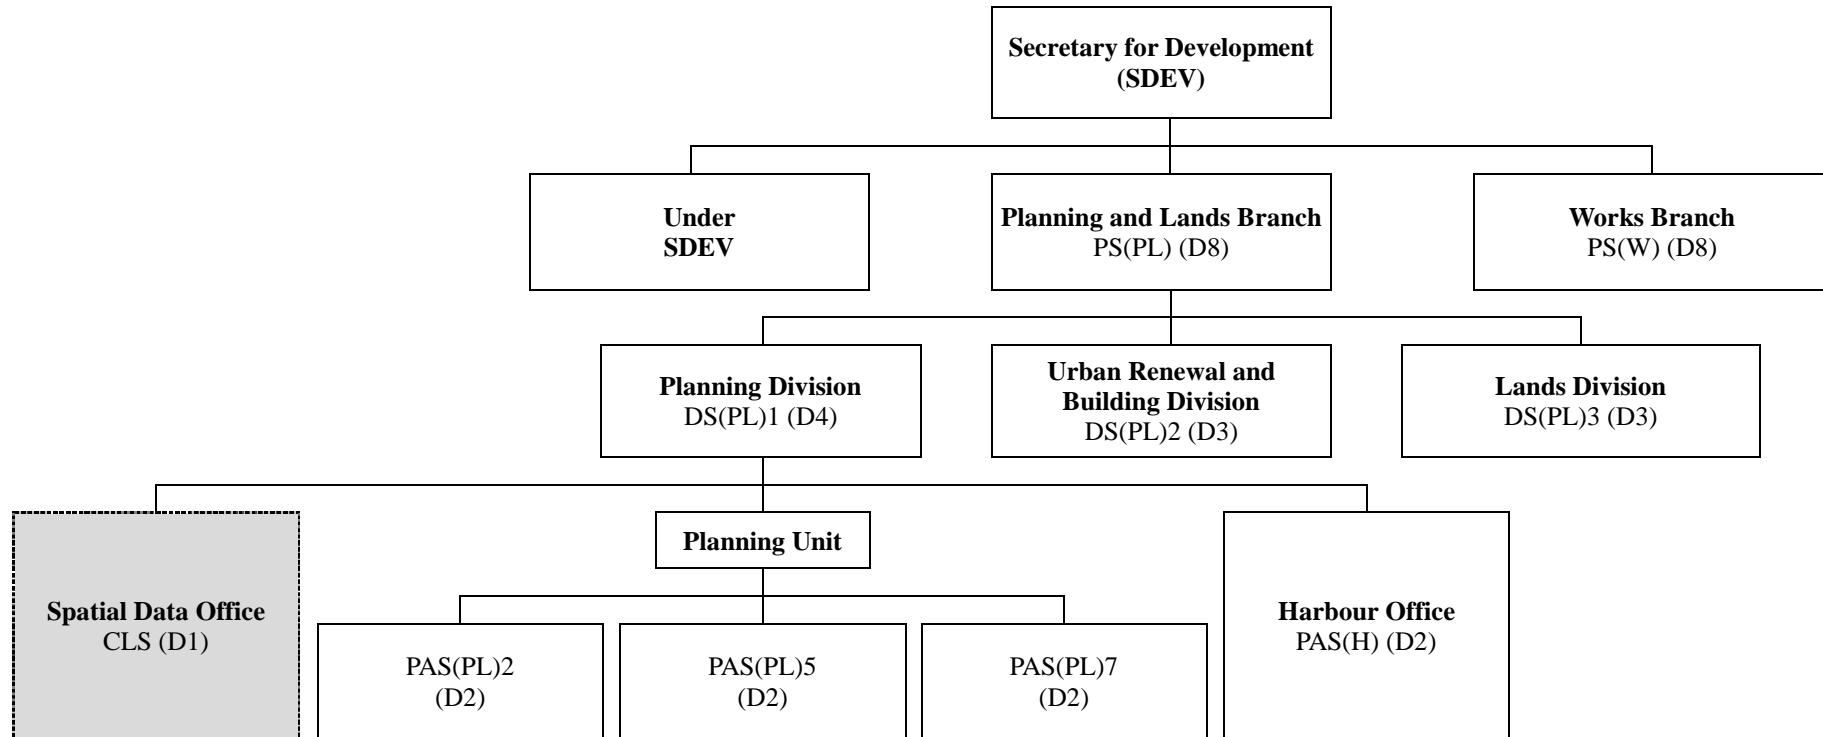 Secretary for Development
(SDEV)
Under
SDEV
Planning and Lands Branch
PS(PL) (D8)
Works Branch
PS(W) (D8)
Planning Division
DS(PL)1 (D4)
Urban Renewal and
Building Division
DS(PL)2 (D3)
Lands Division
DS(PL)3 (D3)
Spatial Data Office
CLS (D1)
Planning Unit
PAS(PL)2
(D2)
PAS(PL)5
(D2)
PAS(PL)7
(D2)
Harbour Office
PAS(H) (D2)